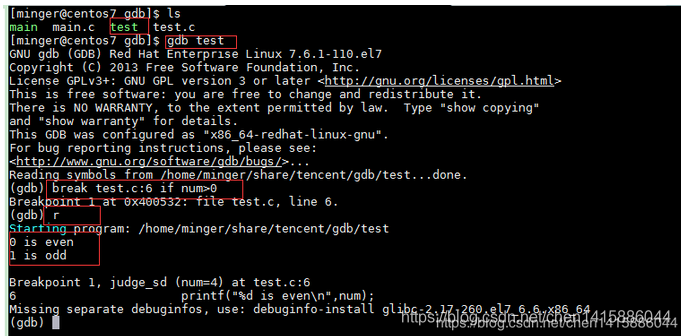 [minger@centos7 gdb]$ ls
main  main.c  test  test.c
[minger@centos7 gdb]$ gdb test
GNU gdb (GDB) Red Hat Enterprise Linux 7.6.1-110.el7
Copyright (C) 2013 Free Software Foundation, Inc.
License GPLv3+: GNU GPL version 3 or later <http://gnu.org/licenses/gpl.html>
This is free software: you are free to change and redistribute it.
There is NO WARRANTY, to the extent permitted by law.  Type "show copying"
and "show warranty" for details.
This GDB was configured as "x86_64-redhat-linux-gnu".
For bug reporting instructions, please see:
<http://www.gnu.org/software/gdb/bugs/>...
Reading symbols from /home/minger/share/tencent/gdb/test...done.
(gdb) break test.c:6 if num>0
Breakpoint 1 at 0x400532: file test.c, line 6.
(gdb) r
Starting program: /home/minger/share/tencent/gdb/test
0 is even
1 is odd
Breakpoint 1, judge_sd (num=4) at test.c:6
6                       printf("%d is even\n",num);
Missing separate debuginfos, use: debuginfo-install glibc-2.17-260.el7_6.6.x86_64
(gdb)
https://blog.csdn.net/chen1415886044
https://blog.csdn.net/chen1415886044